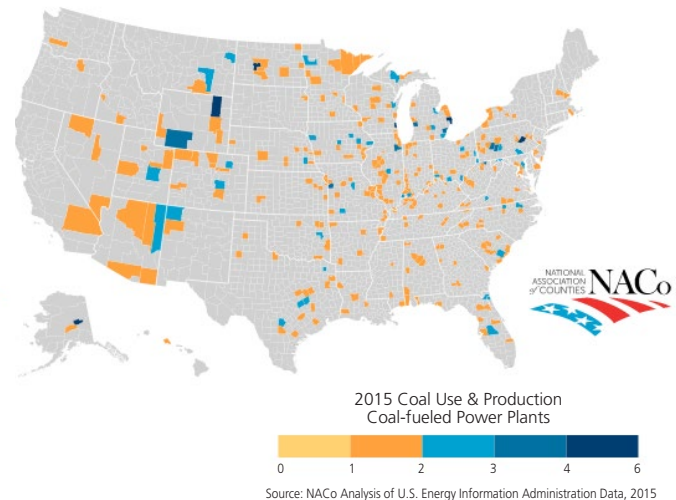 NATIONAL
ASSOCIATION
of COUNTIES
NACo
2015 Coal Use & Production
Coal-fueled Power Plants
0 1 2 3 4 6
Source: NACo Analysis of U.S. Energy Information Administration Data, 2015